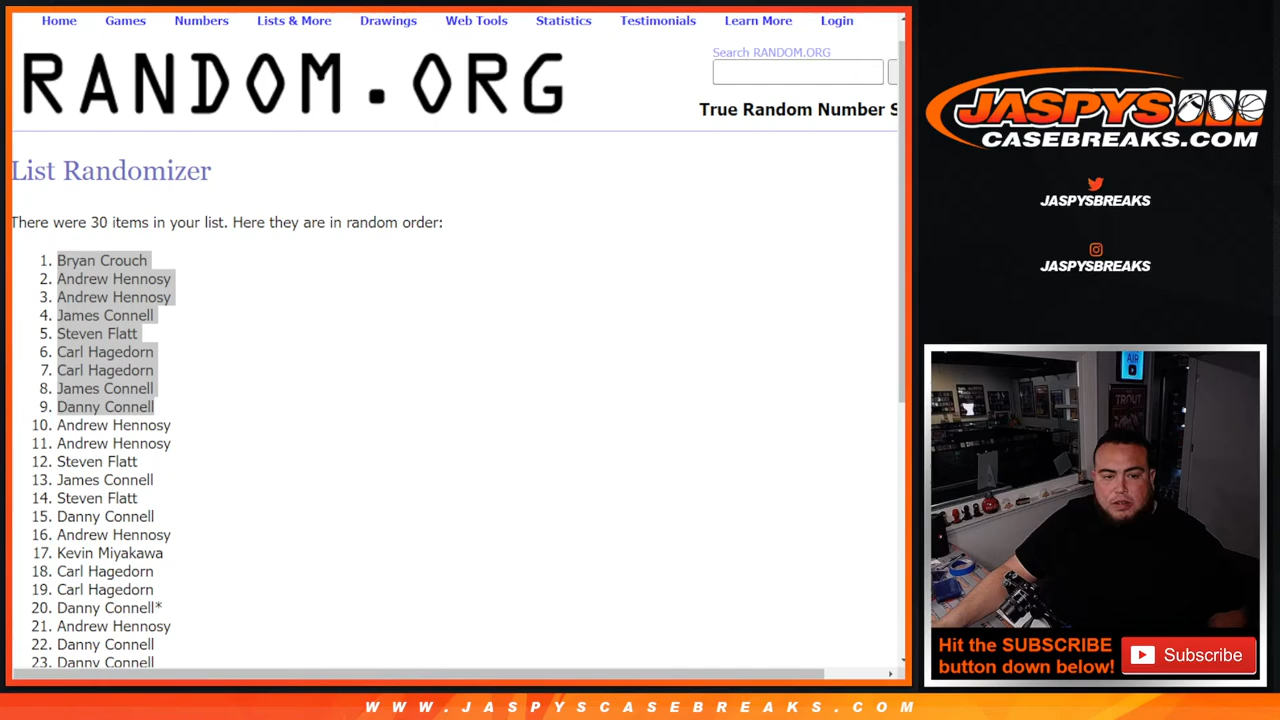 Home Games Numbers Lists & More Drawings Web Tools Statistics Testimonials Learn More Login
RANDOM.ORG
Search RANDOM.ORG
True Random Number S
List Randomizer
There were 30 items in your list. Here they are in random order:
1. Bryan Crouch
2. Andrew Hennosy
3. Andrew Hennosy
4. James Connell
5. Steven Flatt
6. Carl Hagedorn
7. Carl Hagedorn
8. James Connell
9. Danny Connell
10. Andrew Hennosy
11. Andrew Hennosy
12. Steven Flatt
13. James Connell
14. Steven Flatt
15. Danny Connell
16. Andrew Hennosy
17. Kevin Miyakawa
18. Carl Hagedorn
19. Carl Hagedorn
20. Danny Connell*
21. Andrew Hennosy
22. Danny Connell
23. Danny Connell
JASPYS
CASEBREAKS.COM
JASPYSBREAKS
JASPYSBREAKS
AIR
TROUT
Hit the SUBSCRIBE
button down below!
Subscribe
WWW.JASPYSCASEBREAKS.COM